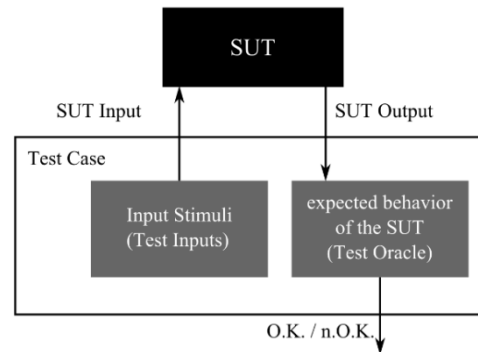 SUT
SUT Input
SUT Output
Test Case
Input Stimuli
(Test Inputs)
expected behavior
of the SUT
(Test Oracle)
O.K. / n.O.K.